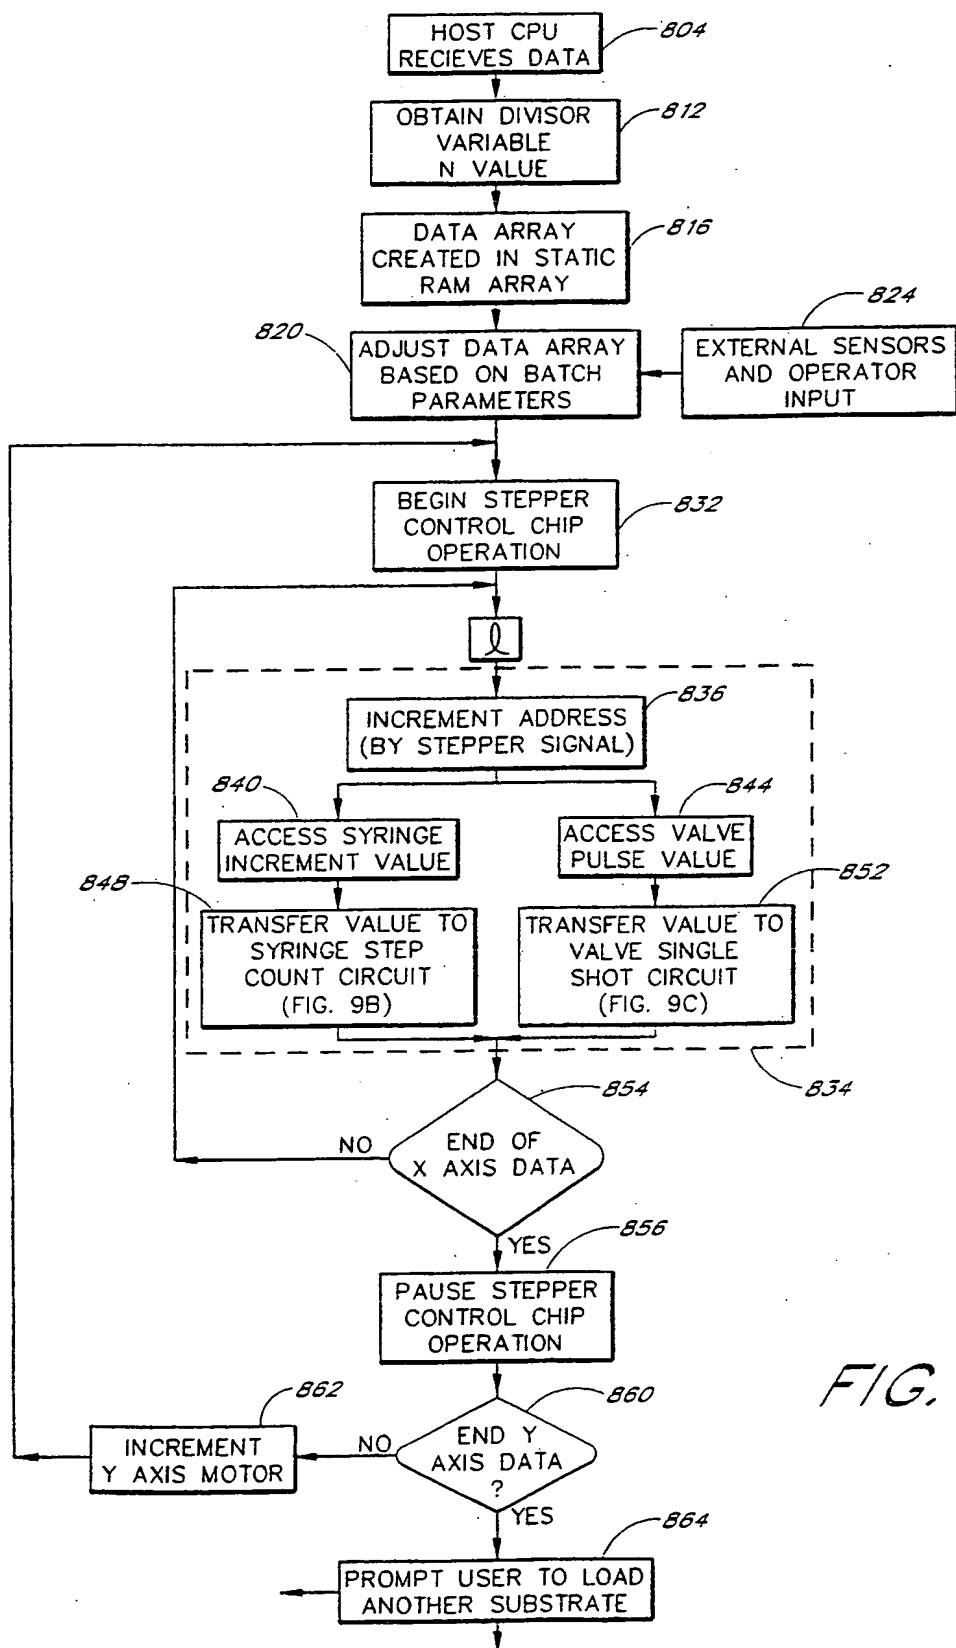 HOST CPU
RECIEVES DATA
804
OBTAIN DIVISOR
VARIABLE
N VALUE
812
DATA ARRAY
CREATED IN STATIC
RAM ARRAY
816
820
ADJUST DATA ARRAY
BASED ON BATCH
PARAMETERS
824
EXTERNAL SENSORS
AND OPERATOR
INPUT
BEGIN STEPPER
CONTROL CHIP
OPERATION
832
l
836
INCREMENT ADDRESS
(BY STEPPER SIGNAL)
840
ACCESS SYRINGE
INCREMENT VALUE
844
ACCESS VALVE
PULSE VALUE
848
TRANSFER VALUE TO
SYRINGE STEP
COUNT CIRCUIT
(FIG. 9B)
852
TRANSFER VALUE TO
VALVE SINGLE
SHOT CIRCUIT
(FIG. 9C)
834
854
END OF
X AXIS DATA
NO
YES
856
PAUSE STEPPER
CONTROL CHIP
OPERATION
860
END Y
AXIS DATA
?
NO
862
INCREMENT
Y AXIS MOTOR
YES
864
PROMPT USER TO LOAD
ANOTHER SUBSTRATE
FIG.